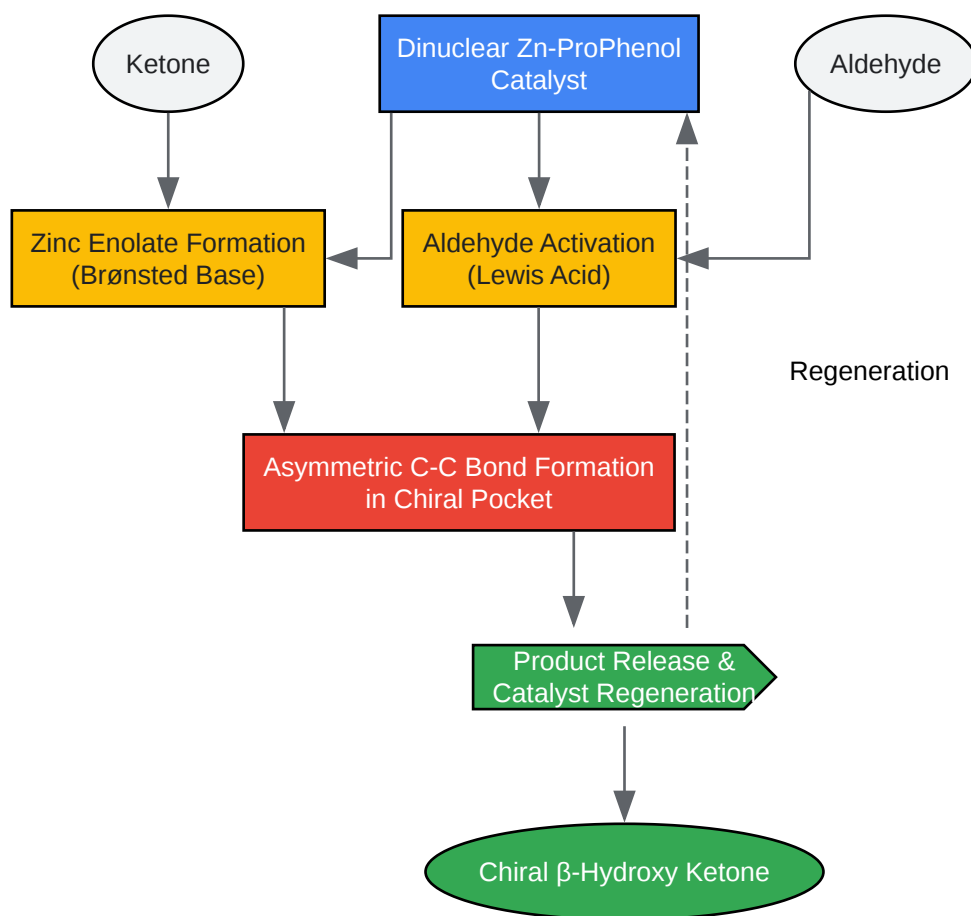 Ketone
Dinuclear Zn-ProPhenol
Catalyst
Aldehyde
Zinc Enolate Formation
(Brønsted Base)
Aldehyde Activation
(Lewis Acid)
Regeneration
Asymmetric C-C Bond Formation
in Chiral Pocket
Product Release &
Catalyst Regeneration
Chiral β-Hydroxy Ketone